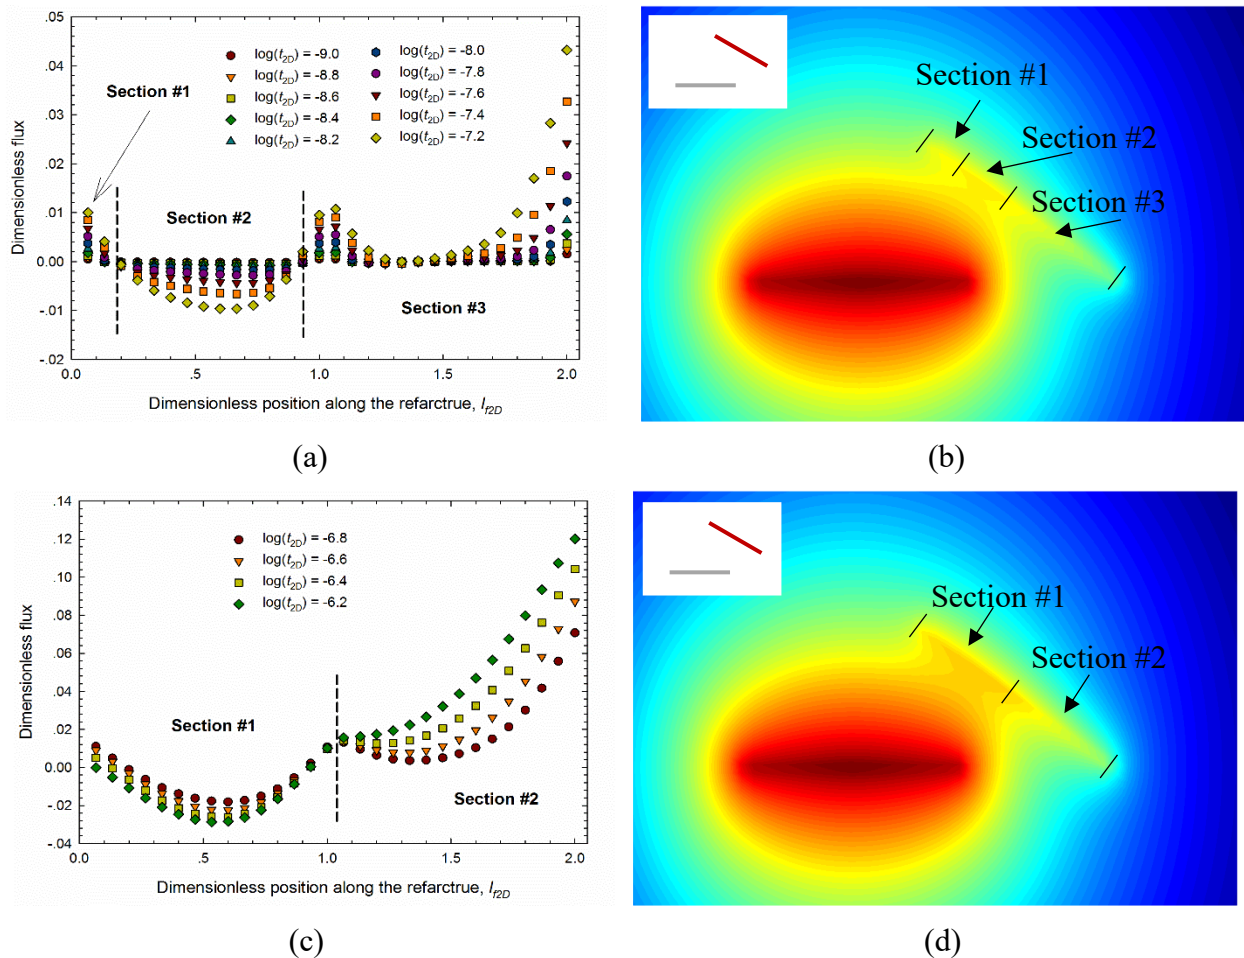 .05
.04
.03
.02
.01
0.00
-.01
-.02
0.0 .5 1.0 1.5 2.0
Dimensionless flux
Dimensionless position along the refarctrue, lf2D
log(t2D) = -9.0
log(t2D) = -8.8
log(t2D) = -8.6
log(t2D) = -8.4
log(t2D) = -8.2
log(t2D) = -8.0
log(t2D) = -7.8
log(t2D) = -7.6
log(t2D) = -7.4
log(t2D) = -7.2
Section #1
Section #2
Section #3
(a)
Section #1
Section #2
Section #3
(b)
.14
.12
.10
.08
.06
.04
.02
0.00
-.02
-.04
0.0 .5 1.0 1.5 2.0
Dimensionless flux
Dimensionless position along the refarctrue, lf2D
log(t2D) = -6.8
log(t2D) = -6.6
log(t2D) = -6.4
log(t2D) = -6.2
Section #1
Section #2
(c)
Section #1
Section #2
(d)